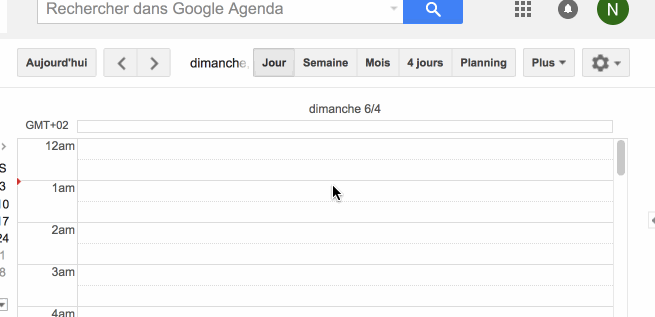 Rechercher dans Google Agenda
N
Aujourd'hui dimanche, Jour Semaine Mois 4 jours Planning Plus
dimanche 6/4
GMT+02
12am
S
3
1am
10
17
2am
24
1
3am
8
4am